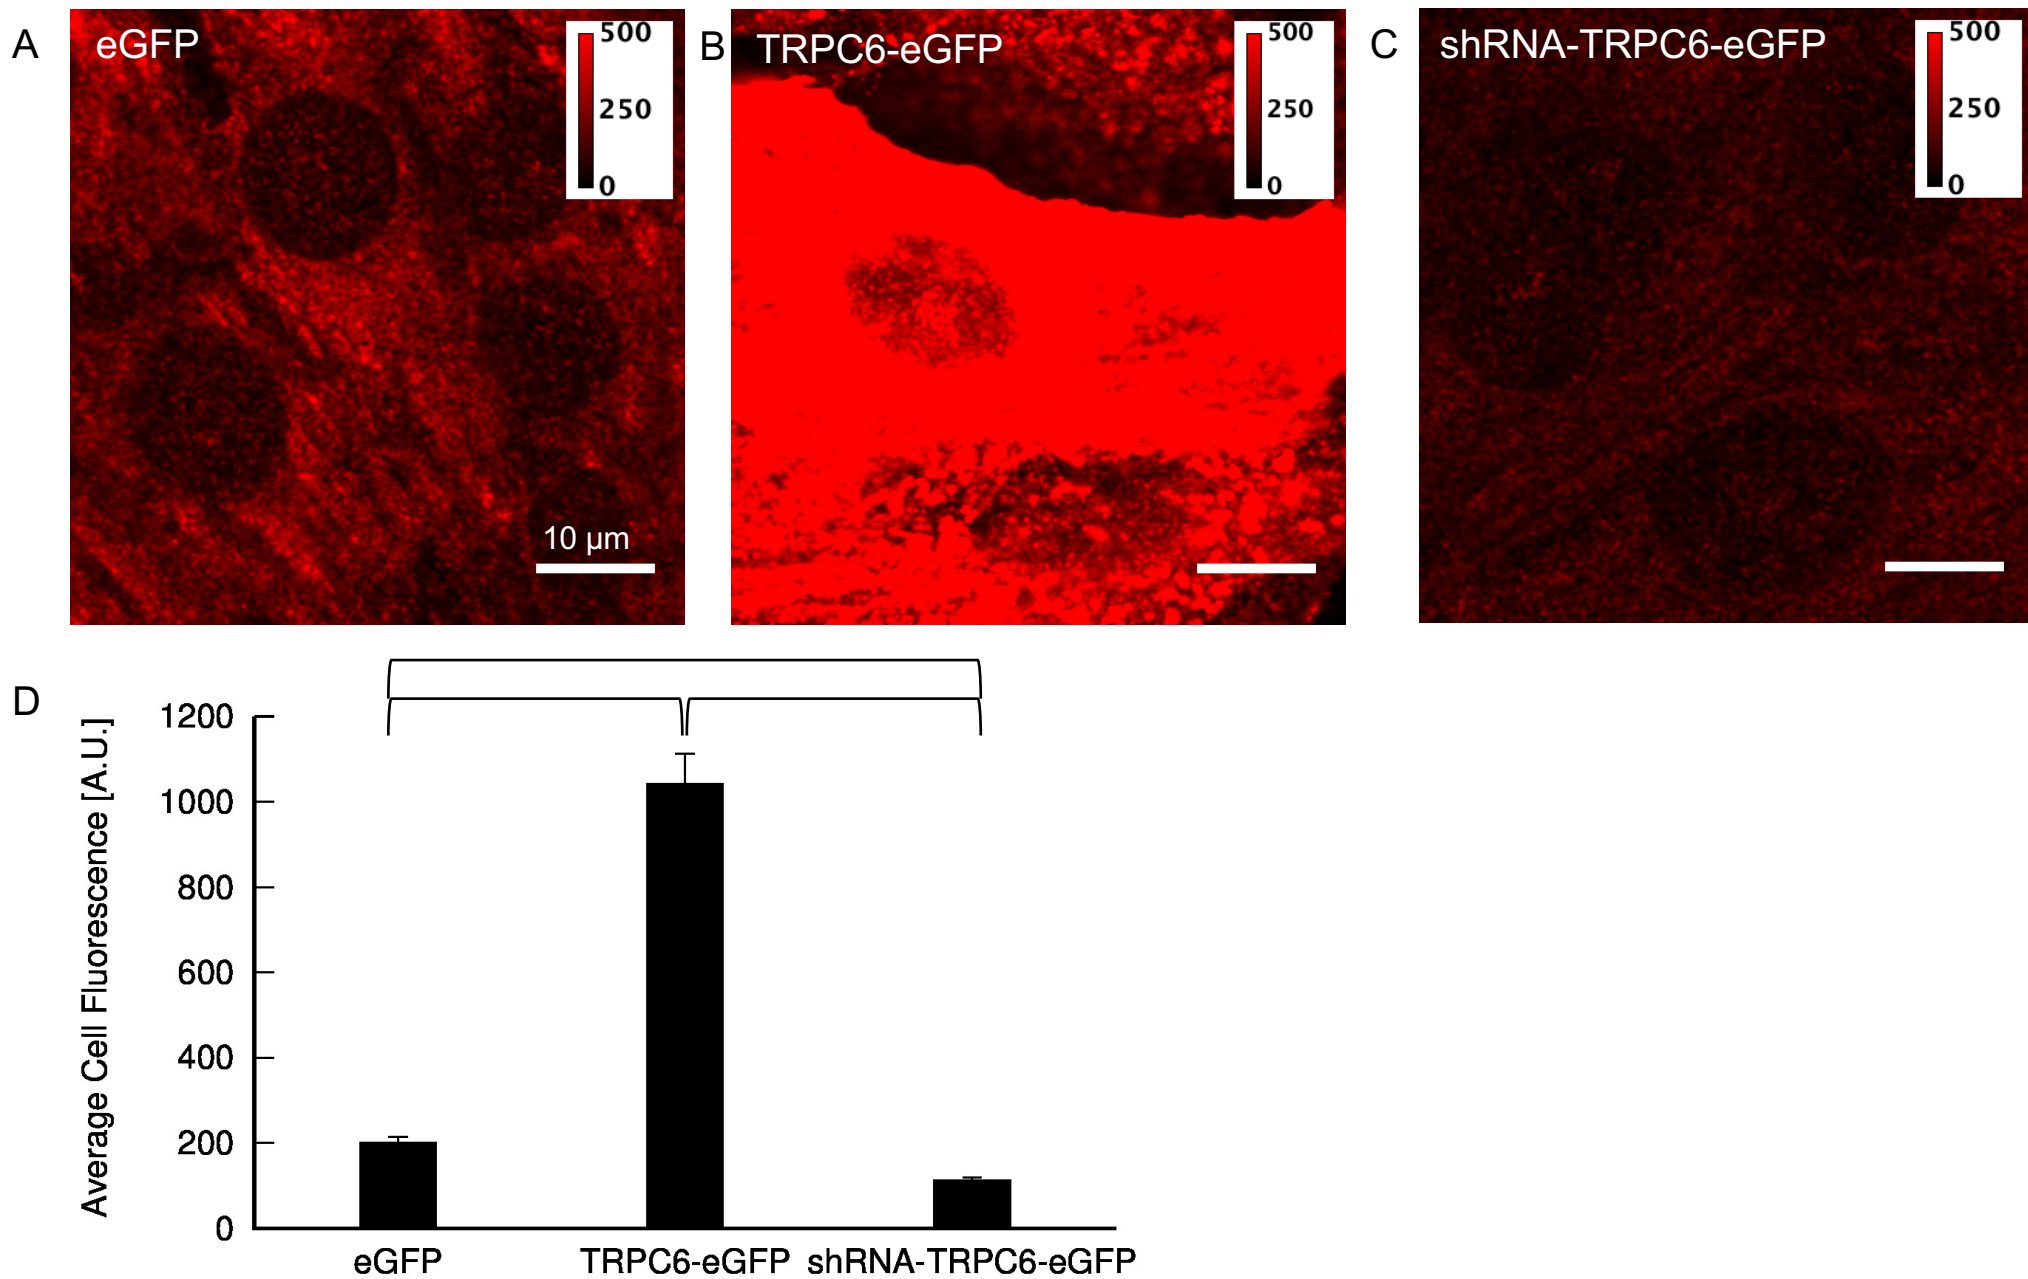 A
eGFP
500
250
0
10 µm
B
TRPC6-eGFP
500
250
0
C
shRNA-TRPC6-eGFP
500
250
0
D
Average Cell Fluorescence [A.U.]
1200
1000
800
600
400
200
0
eGFP
TRPC6-eGFP
shRNA-TRPC6-eGFP